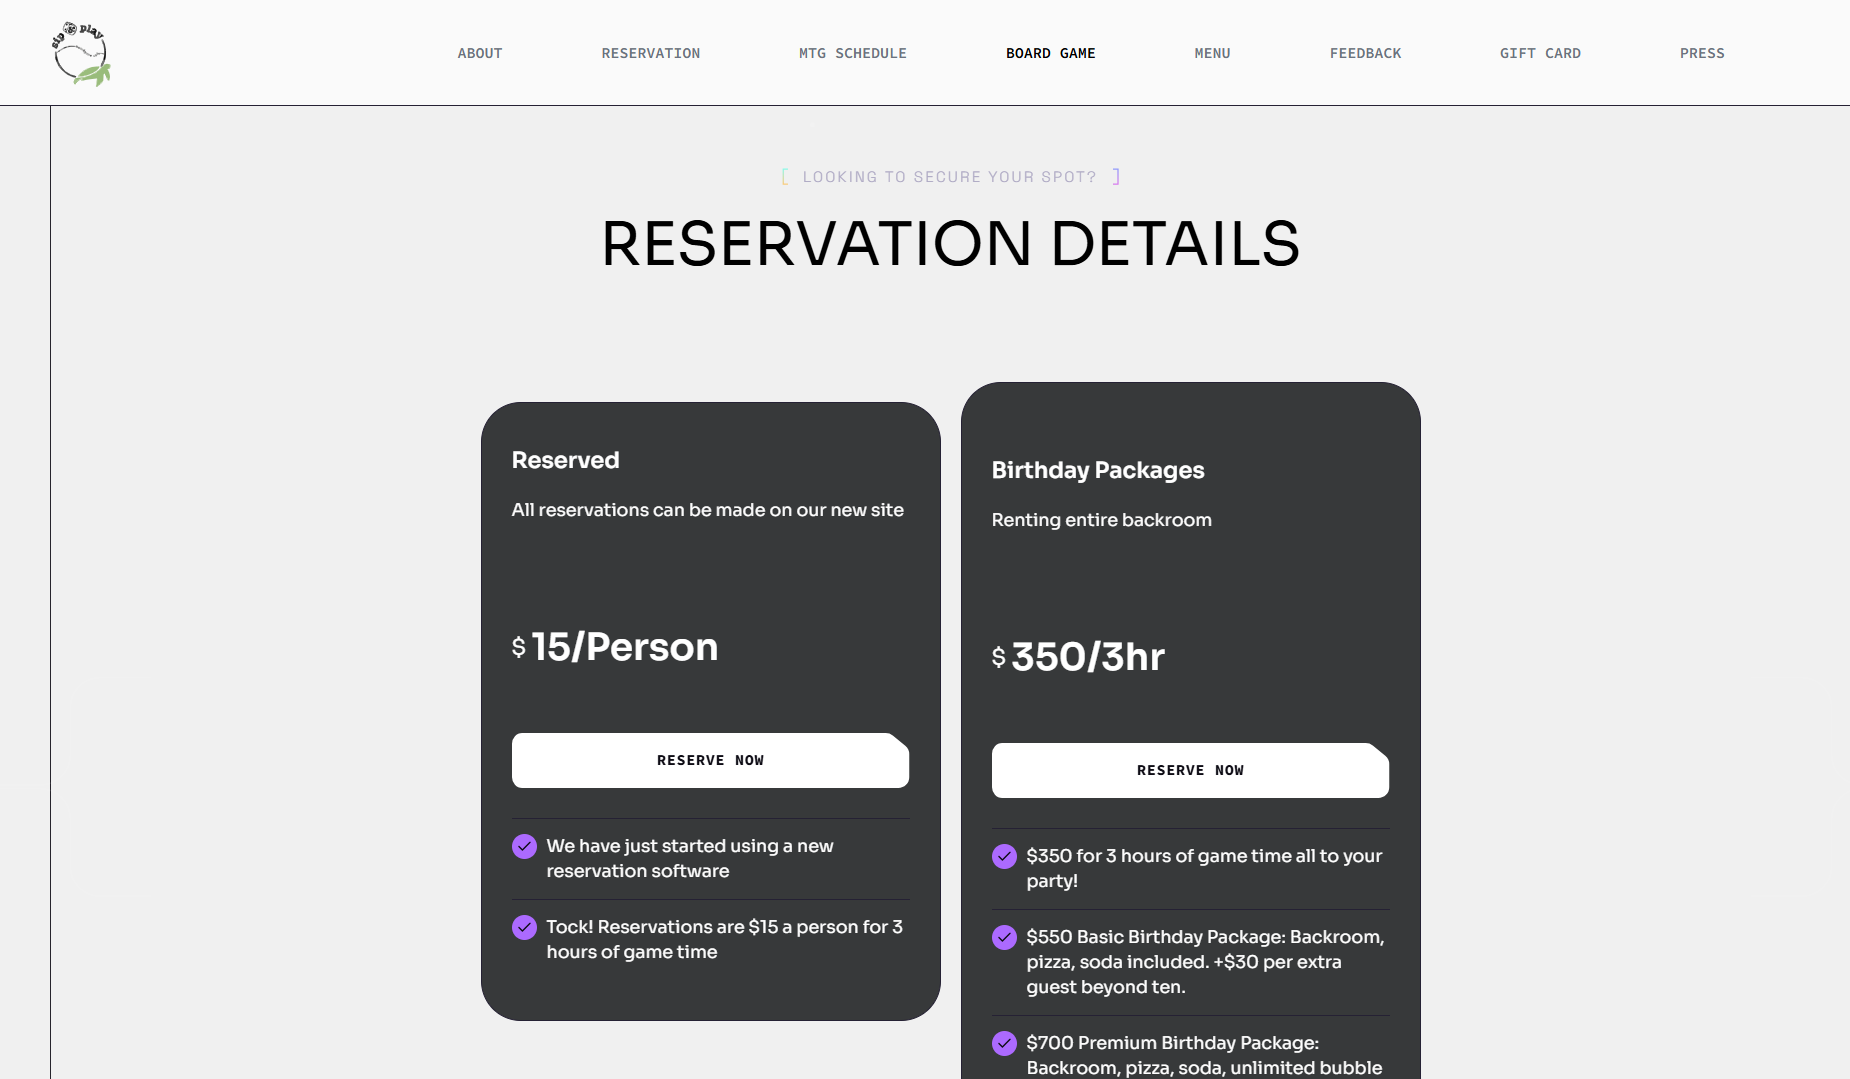 sip & play
ABOUT
RESERVATION
MTG SCHEDULE
BOARD GAME
MENU
FEEDBACK
GIFT CARD
PRESS
[ LOOKING TO SECURE YOUR SPOT? ]
RESERVATION DETAILS
Reserved
All reservations can be made on our new site
$ 15/Person
RESERVE NOW
We have just started using a new
reservation software
Tock! Reservations are $15 a person for 3
hours of game time
Birthday Packages
Renting entire backroom
$ 350/3hr
RESERVE NOW
$350 for 3 hours of game time all to your
party!
$550 Basic Birthday Package: Backroom,
pizza, soda included. +$30 per extra
guest beyond ten.
$700 Premium Birthday Package:
Backroom, pizza, soda, unlimited bubble